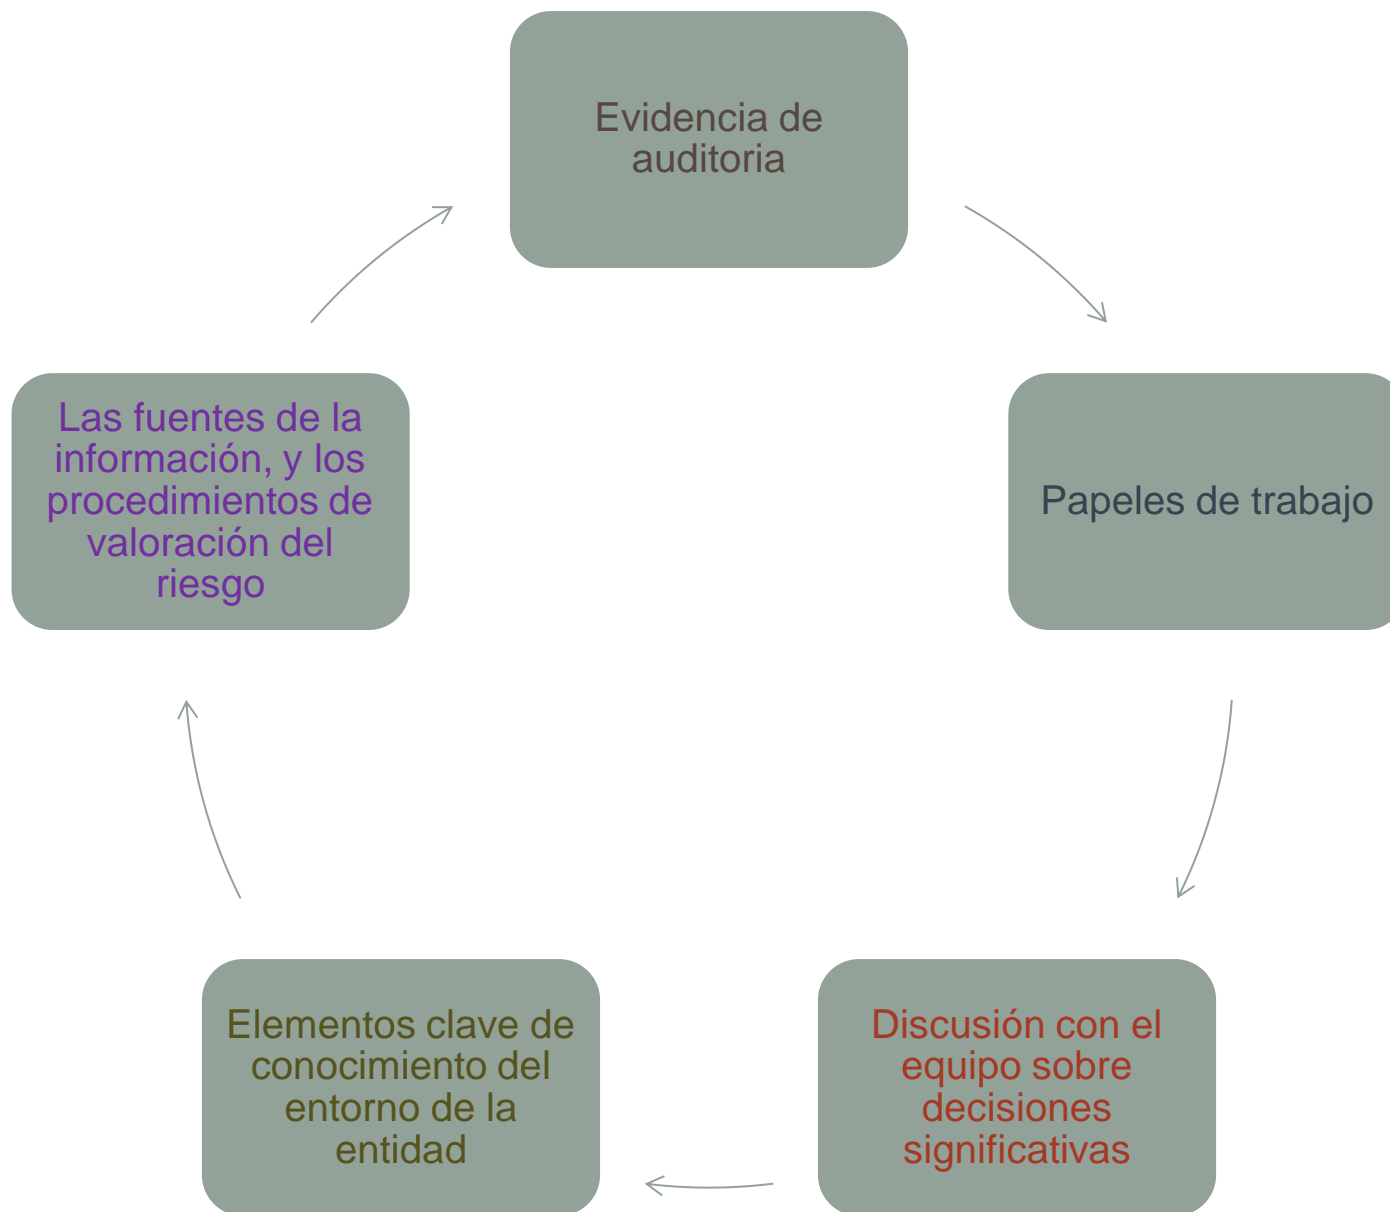 Evidencia de
auditoria
Las fuentes de la
información, y los
procedimientos de
valoración del
riesgo
Papeles de trabajo
Elementos clave de
conocimiento del
entorno de la
entidad
Discusión con el
equipo sobre
decisiones
significativas